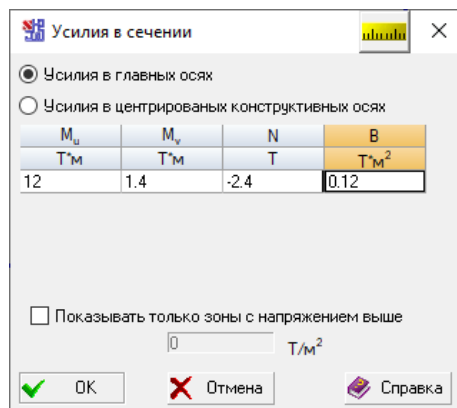 Усилия в сечении
Усилия в главных осях
Усилия в центрированых конструктивных осях
Mu Mv N B
Т*м Т*м Т Т*м²
12 1.4 -2.4 0.12
Показывать только зоны с напряжением выше
0 Т/м²
OK Отмена Справка